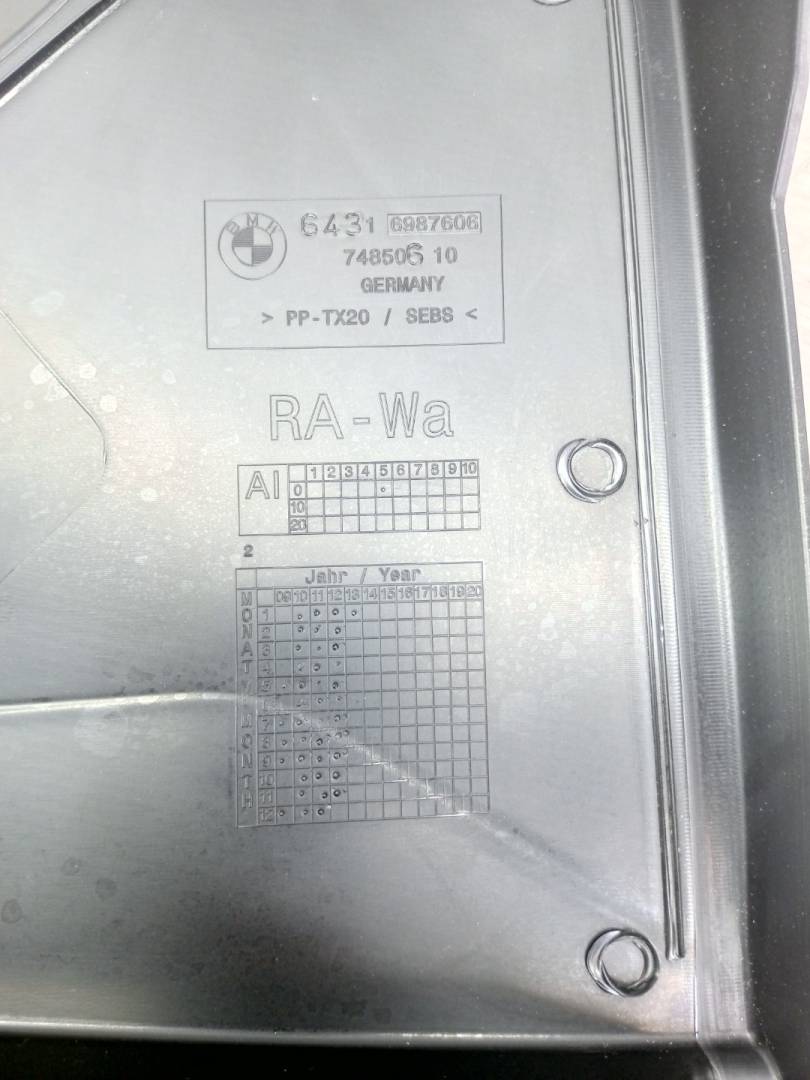 BMW 6431 6987606
748506 10
GERMANY
> PP-TX20 / SEBS <
RA-Wa
AI 1 2 3 4 5 6 7 8 9 10
0
10
20
2
Jahr / Year
MONAT / MONTH 09 10 11 12 13 14 15 16 17 18 19 20
1
2
3
4
5
7
8
9
10
11
12